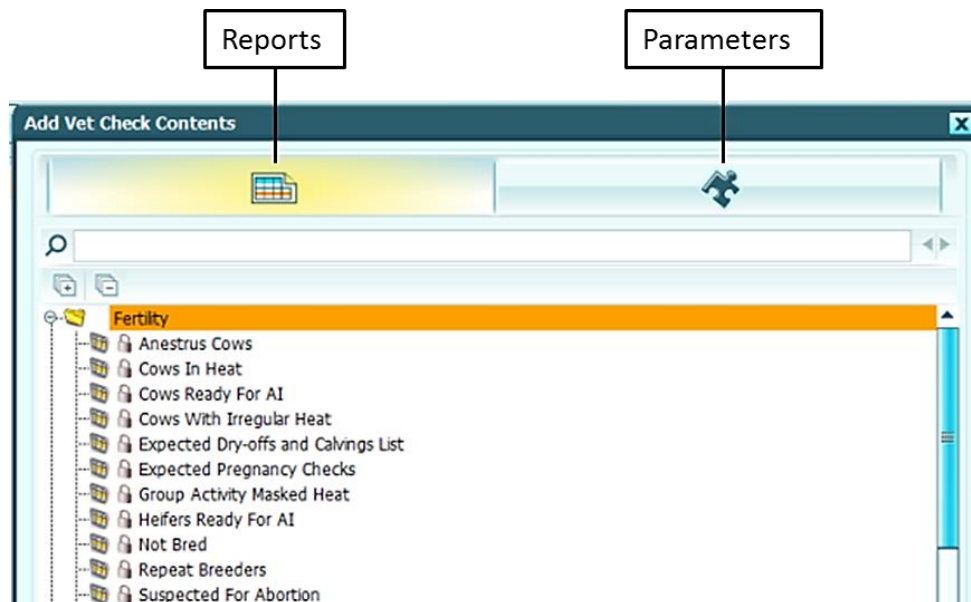 Reports
Parameters
Add Vet Check Contents
Fertility
Anestrus Cows
Cows In Heat
Cows Ready For AI
Cows With Irregular Heat
Expected Dry-offs and Calvings List
Expected Pregnancy Checks
Group Activity Masked Heat
Heifers Ready For AI
Not Bred
Repeat Breeders
Suspected For Abortion